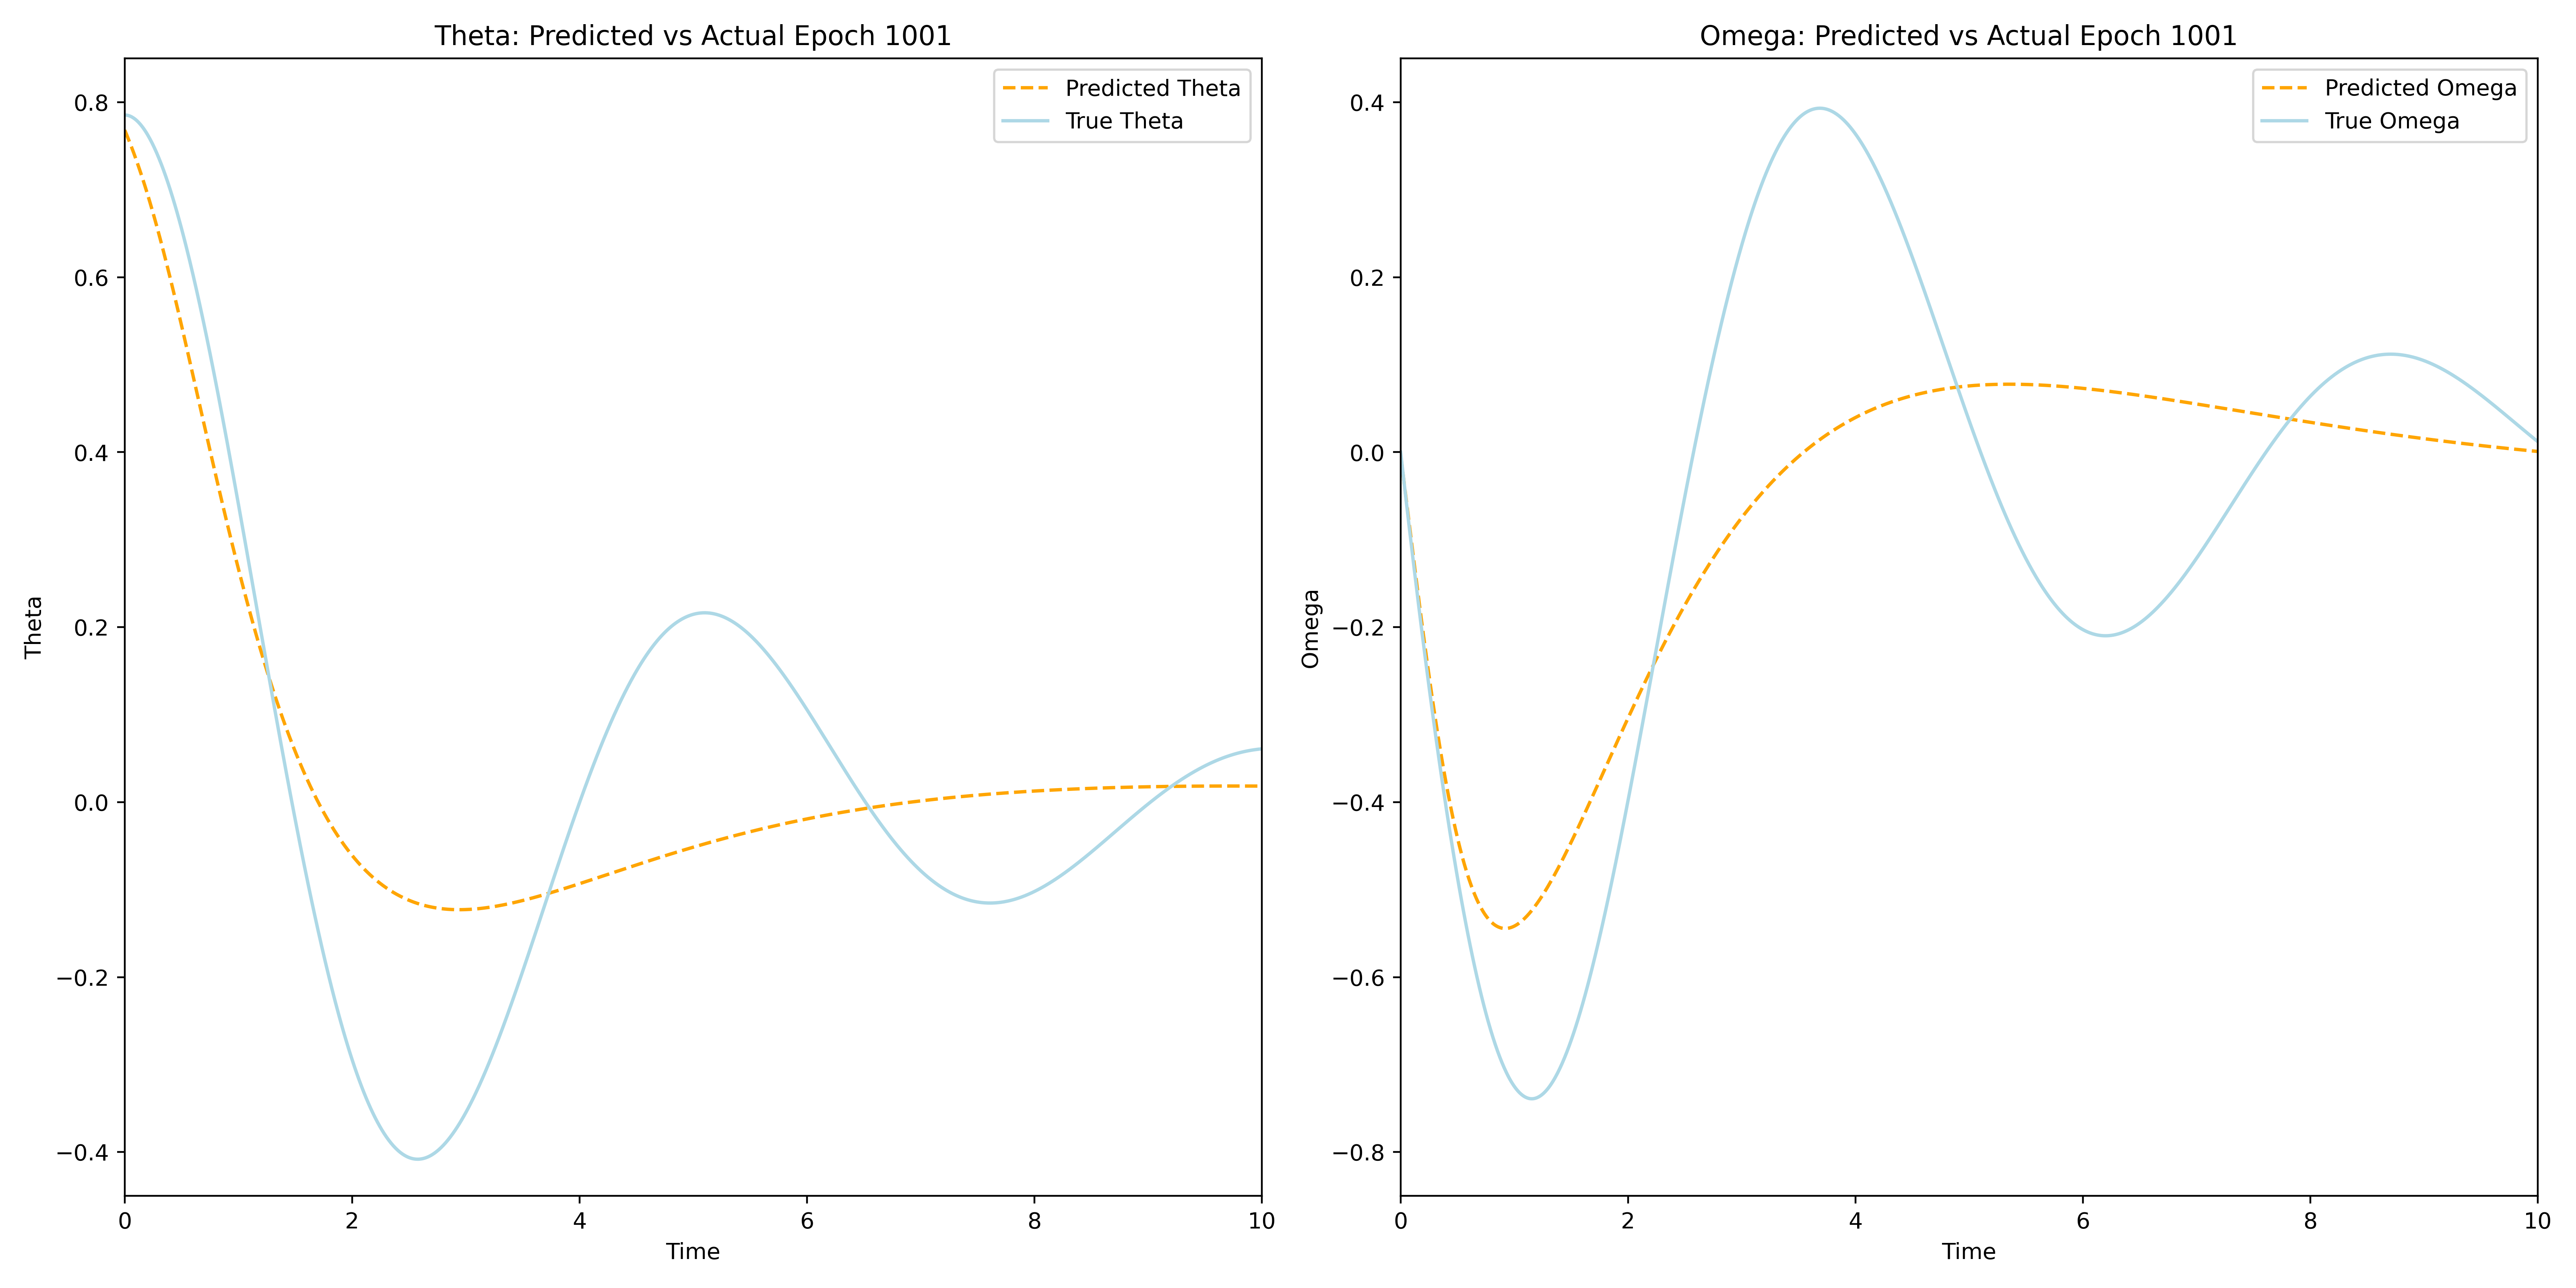 Theta: Predicted vs Actual Epoch 1001
Predicted Theta
True Theta
0.8
0.6
0.4
0.2
0.0
−0.2
−0.4
Theta
0 2 4 6 8 10
Time
Omega: Predicted vs Actual Epoch 1001
Predicted Omega
True Omega
0.4
0.2
0.0
−0.2
−0.4
−0.6
−0.8
Omega
0 2 4 6 8 10
Time